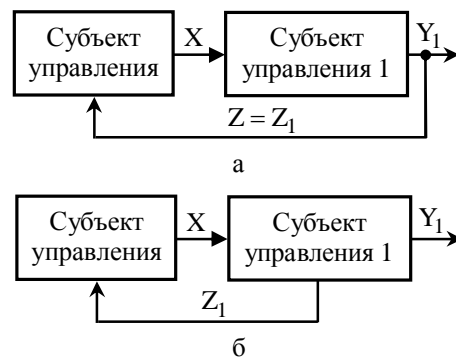 Субъект управления
X
Субъект управления 1
Y₁
Z = Z₁
а
Субъект управления
X
Субъект управления 1
Y₁
Z₁
б